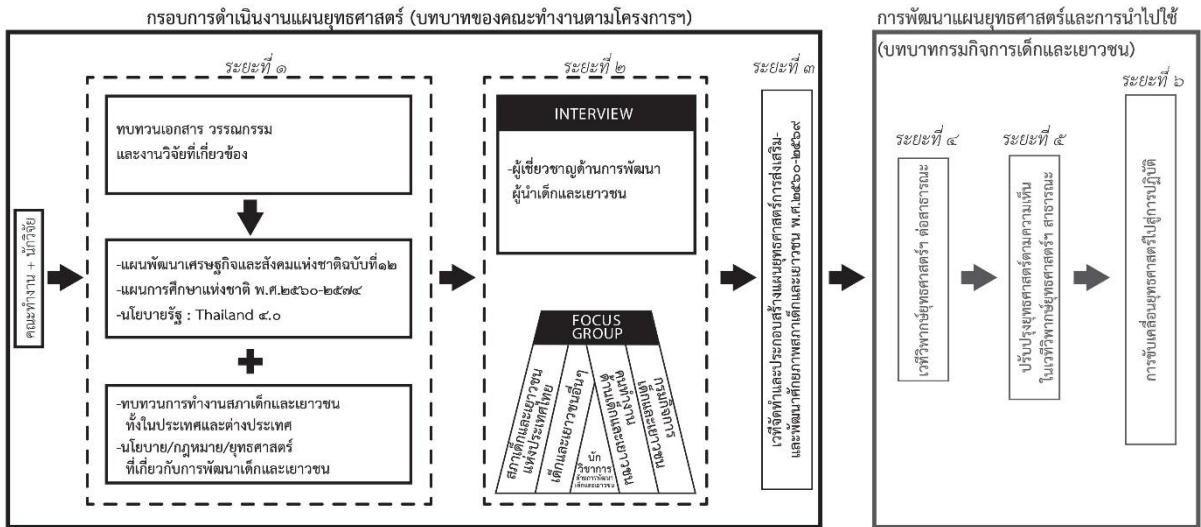 กรอบการดำเนินงานแผนยุทธศาสตร์ (บทบาทของคณะทำงานตามโครงการฯ)
คณะทำงาน + นักวิจัย
ระยะที่ ๑
ทบทวนเอกสาร วรรณกรรม
และงานวิจัยที่เกี่ยวข้อง
-แผนพัฒนาเศรษฐกิจและสังคมแห่งชาติฉบับที่๑๒
-แผนการศึกษาแห่งชาติ พ.ศ.๒๕๖๐-๒๕๗๔
-นโยบายรัฐ : Thailand ๔.๐
-ทบทวนการทำงานสภาเด็กและเยาวชน
ทั้งในประเทศและต่างประเทศ
-นโยบาย/กฎหมาย/ยุทธศาสตร์
ที่เกี่ยวกับการพัฒนาเด็กและเยาวชน
ระยะที่ ๒
INTERVIEW
-ผู้เชี่ยวชาญด้านการพัฒนา
ผู้นำเด็กและเยาวชน
FOCUS
GROUP
สภาเด็กและเยาวชน
แห่งประเทศไทย
เด็กและเยาวชนอื่นๆ
นัก
วิชาการ
ด้านการพัฒนา
เด็กและเยาวชน
คนทำงาน
ด้านเด็กและเยาวชน
กรมกิจการ
เด็กและเยาวชน
ระยะที่ ๓
เวทีจัดทำและประกอบสร้างแผนยุทธศาสตร์การส่งเสริม-
และพัฒนาศักยภาพสภาเด็กและเยาวชน พ.ศ.๒๕๖๐-๒๕๖๙
การพัฒนาแผนยุทธศาสตร์และการนำไปใช้
(บทบาทกรมกิจการเด็กและเยาวชน)
ระยะที่ ๔
เวทีวิพากษ์ยุทธศาสตร์ฯ ต่อสาธารณะ
ระยะที่ ๕
ปรับปรุงยุทธศาสตร์ตามความเห็น
ในเวทีวิพากษ์ยุทธศาสตร์ฯ สาธารณะ
ระยะที่ ๖
การขับเคลื่อนยุทธศาสตร์ไปสู่การปฏิบัติ